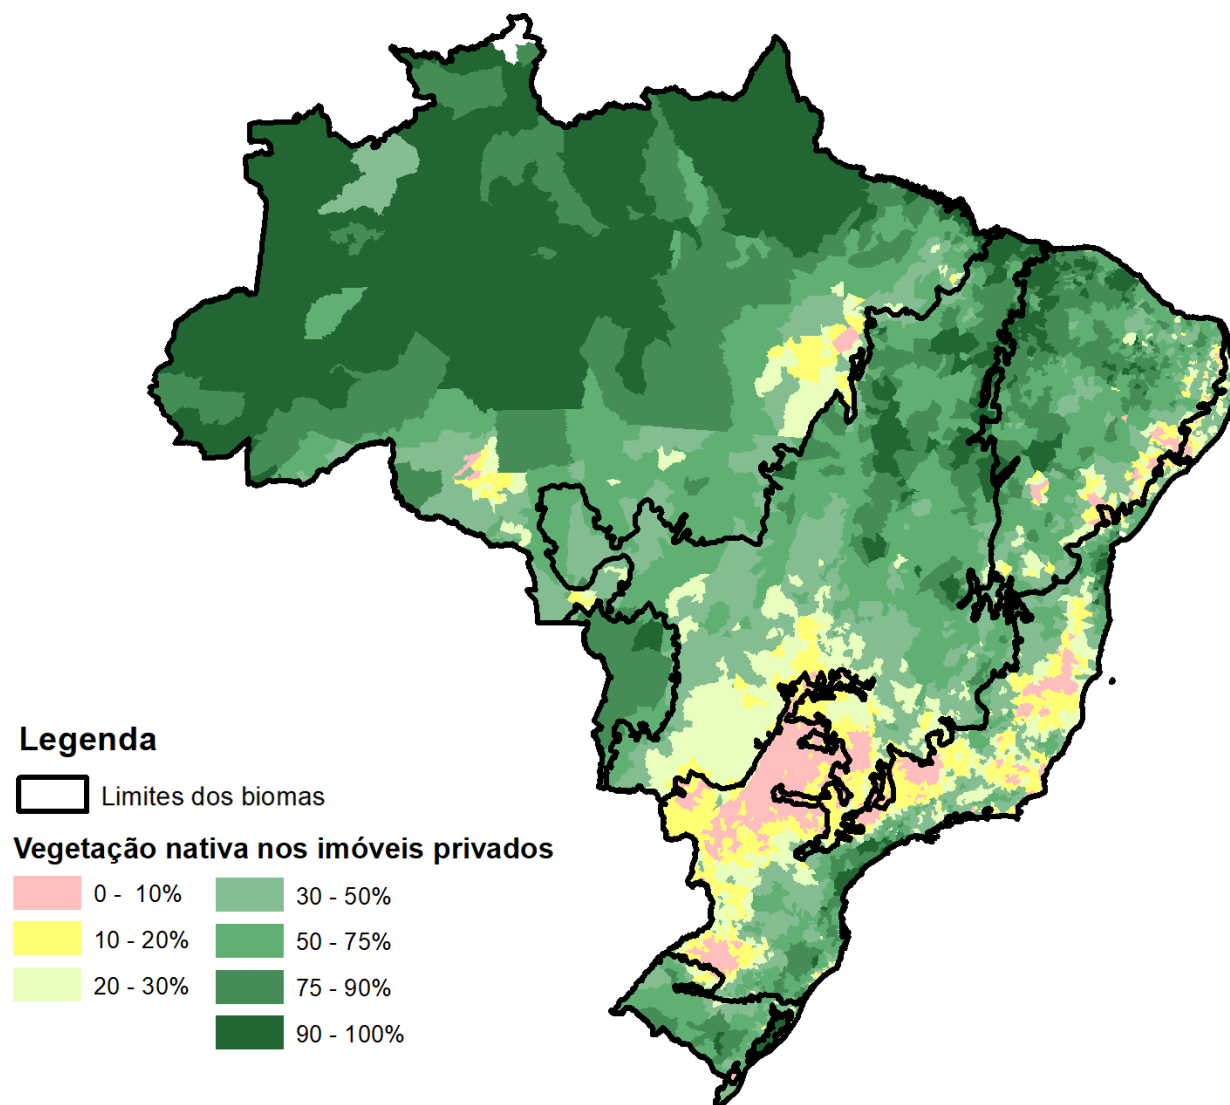 Legenda
Limites dos biomas
Vegetação nativa nos imóveis privados
0 - 10%
10 - 20%
20 - 30%
30 - 50%
50 - 75%
75 - 90%
90 - 100%